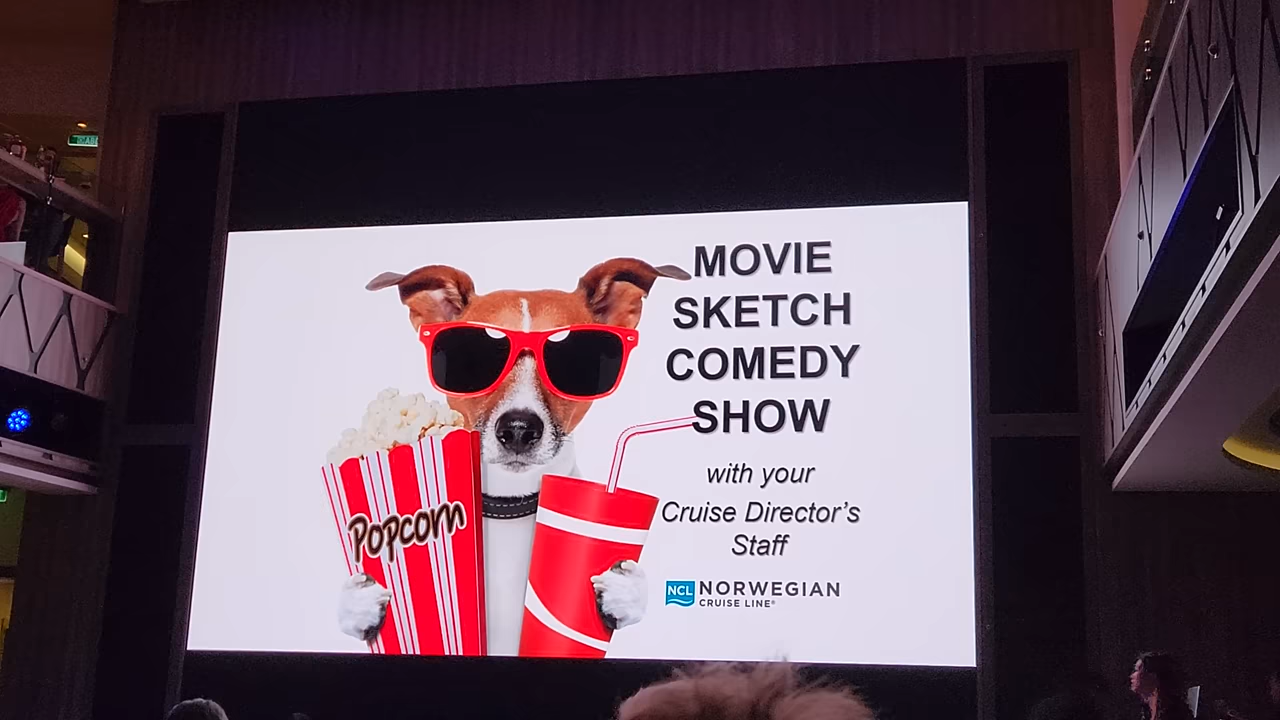 MOVIE
SKETCH
COMEDY
SHOW
with your
Cruise Director's
Staff
NCL NORWEGIAN
CRUISE LINE®
Popcorn